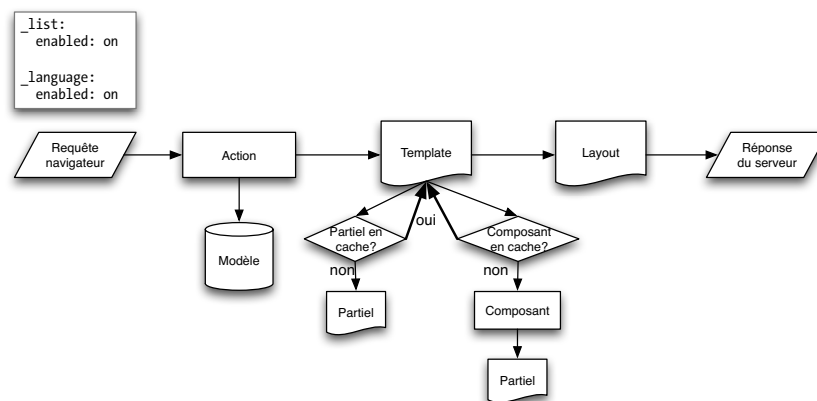 _list:
  enabled: on
_language:
  enabled: on
Requête
navigateur
Action
Template
Layout
Réponse
du serveur
Modèle
Partiel en
cache?
oui
Composant
en cache?
non
non
Partiel
Composant
Partiel